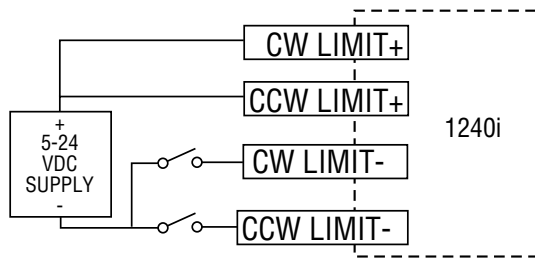 CW LIMIT+
CCW LIMIT+
1240i
+
5-24
VDC
SUPPLY
-
CW LIMIT-
CCW LIMIT-